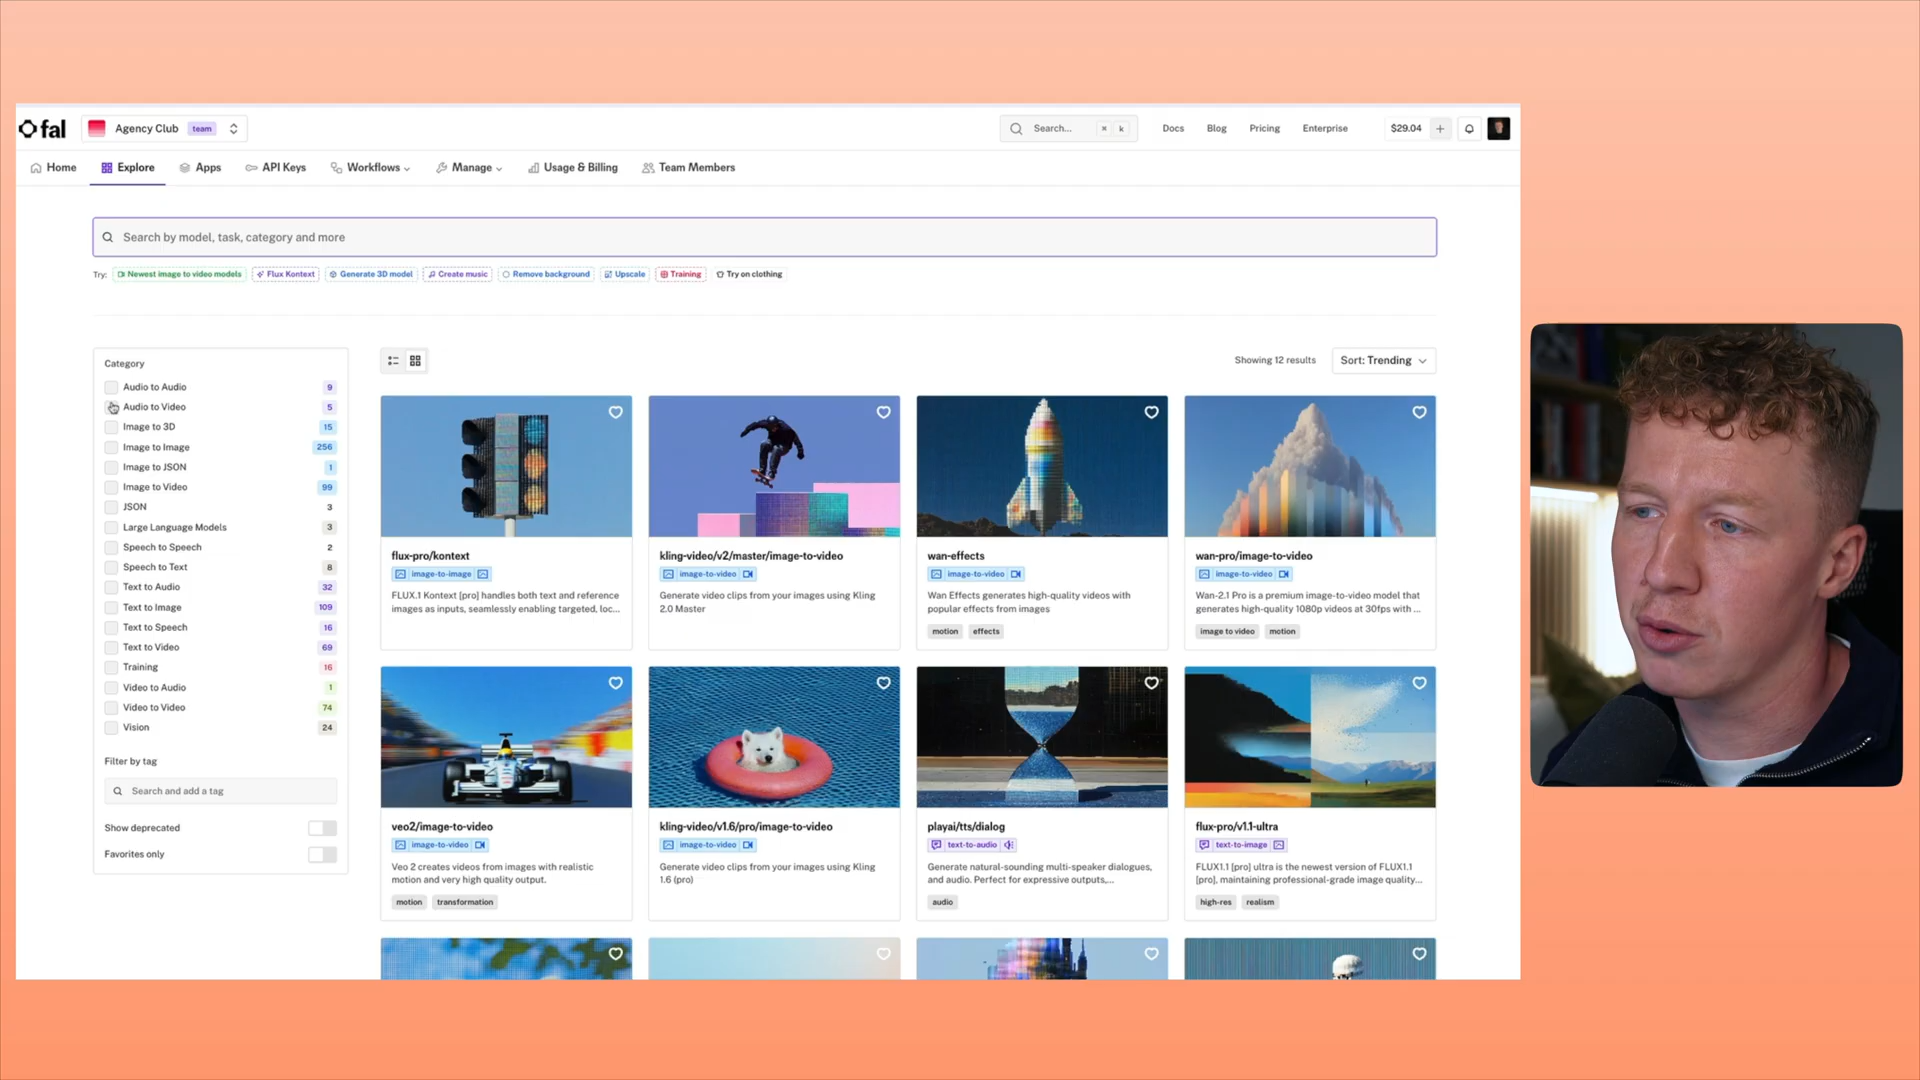 fal
Agency Club team
Search... ⌘ k
Docs
Blog
Pricing
Enterprise
$29.04 +
Home
Explore
Apps
API Keys
Workflows
Manage
Usage & Billing
Team Members
Search by model, task, category and more
Try:
Newest image to video models
Flux Kontext
Generate 3D model
Create music
Remove background
Upscale
Training
Try on clothing
Category
Audio to Audio 9
Audio to Video 5
Image to 3D 15
Image to Image 256
Image to JSON 1
Image to Video 99
JSON 3
Large Language Models 3
Speech to Speech 2
Speech to Text 8
Text to Audio 32
Text to Image 109
Text to Speech 16
Text to Video 69
Training 16
Video to Audio 1
Video to Video 74
Vision 24
Filter by tag
Search and add a tag
Show deprecated
Favorites only
Showing 12 results
Sort: Trending
flux-pro/kontext
image-to-image
FLUX.1 Kontext [pro] handles both text and reference
images as inputs, seamlessly enabling targeted, loc...
kling-video/v2/master/image-to-video
image-to-video
Generate video clips from your images using Kling
2.0 Master
wan-effects
image-to-video
Wan Effects generates high-quality videos with
popular effects from images
motion effects
wan-pro/image-to-video
image-to-video
Wan-2.1 Pro is a premium image-to-video model that
generates high-quality 1080p videos at 30fps with ...
image to video motion
veo2/image-to-video
image-to-video
Veo 2 creates videos from images with realistic
motion and very high quality output.
motion transformation
kling-video/v1.6/pro/image-to-video
image-to-video
Generate video clips from your images using Kling
1.6 (pro)
playai/tts/dialog
text-to-audio
Generate natural-sounding multi-speaker dialogues,
and audio. Perfect for expressive outputs,...
audio
flux-pro/v1.1-ultra
text-to-image
FLUX1.1 [pro] ultra is the newest version of FLUX1.1
[pro], maintaining professional-grade image quality...
high-res realism